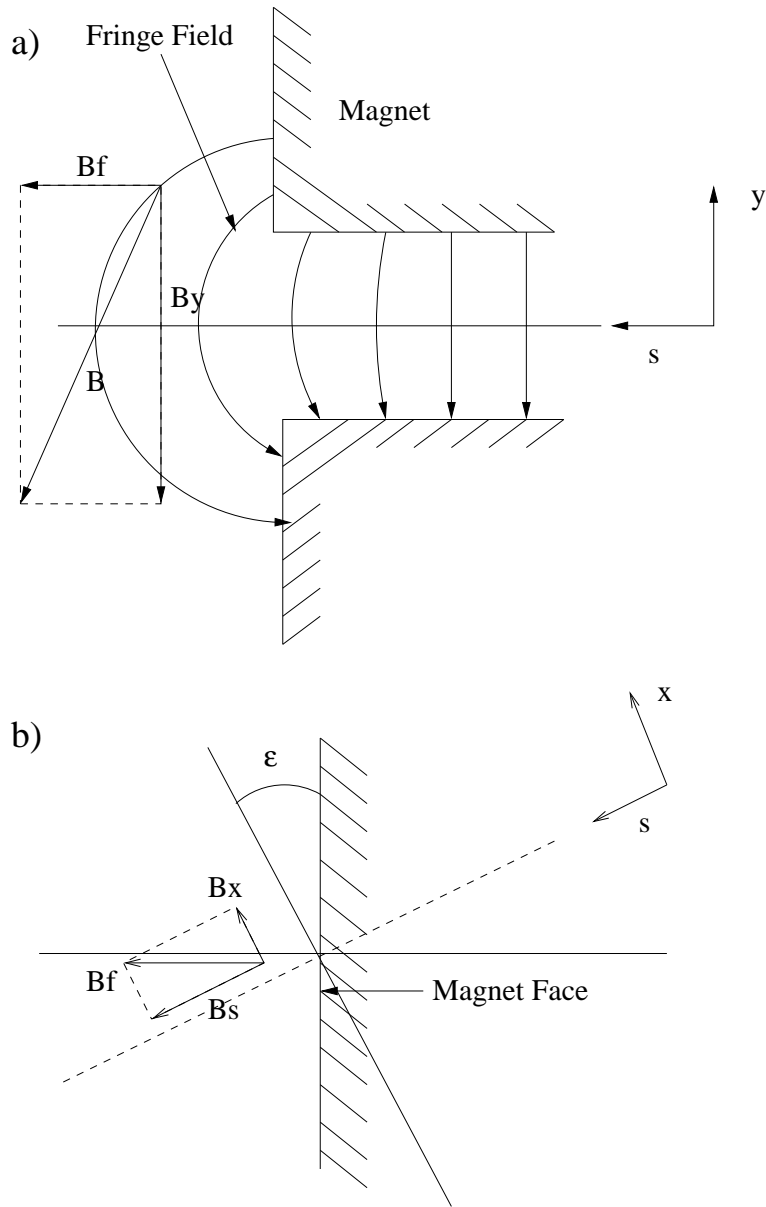 a)
Fringe Field
Magnet
Bf
By
y
s
B
b)
ε
x
s
Bx
Bf
Bs
Magnet Face